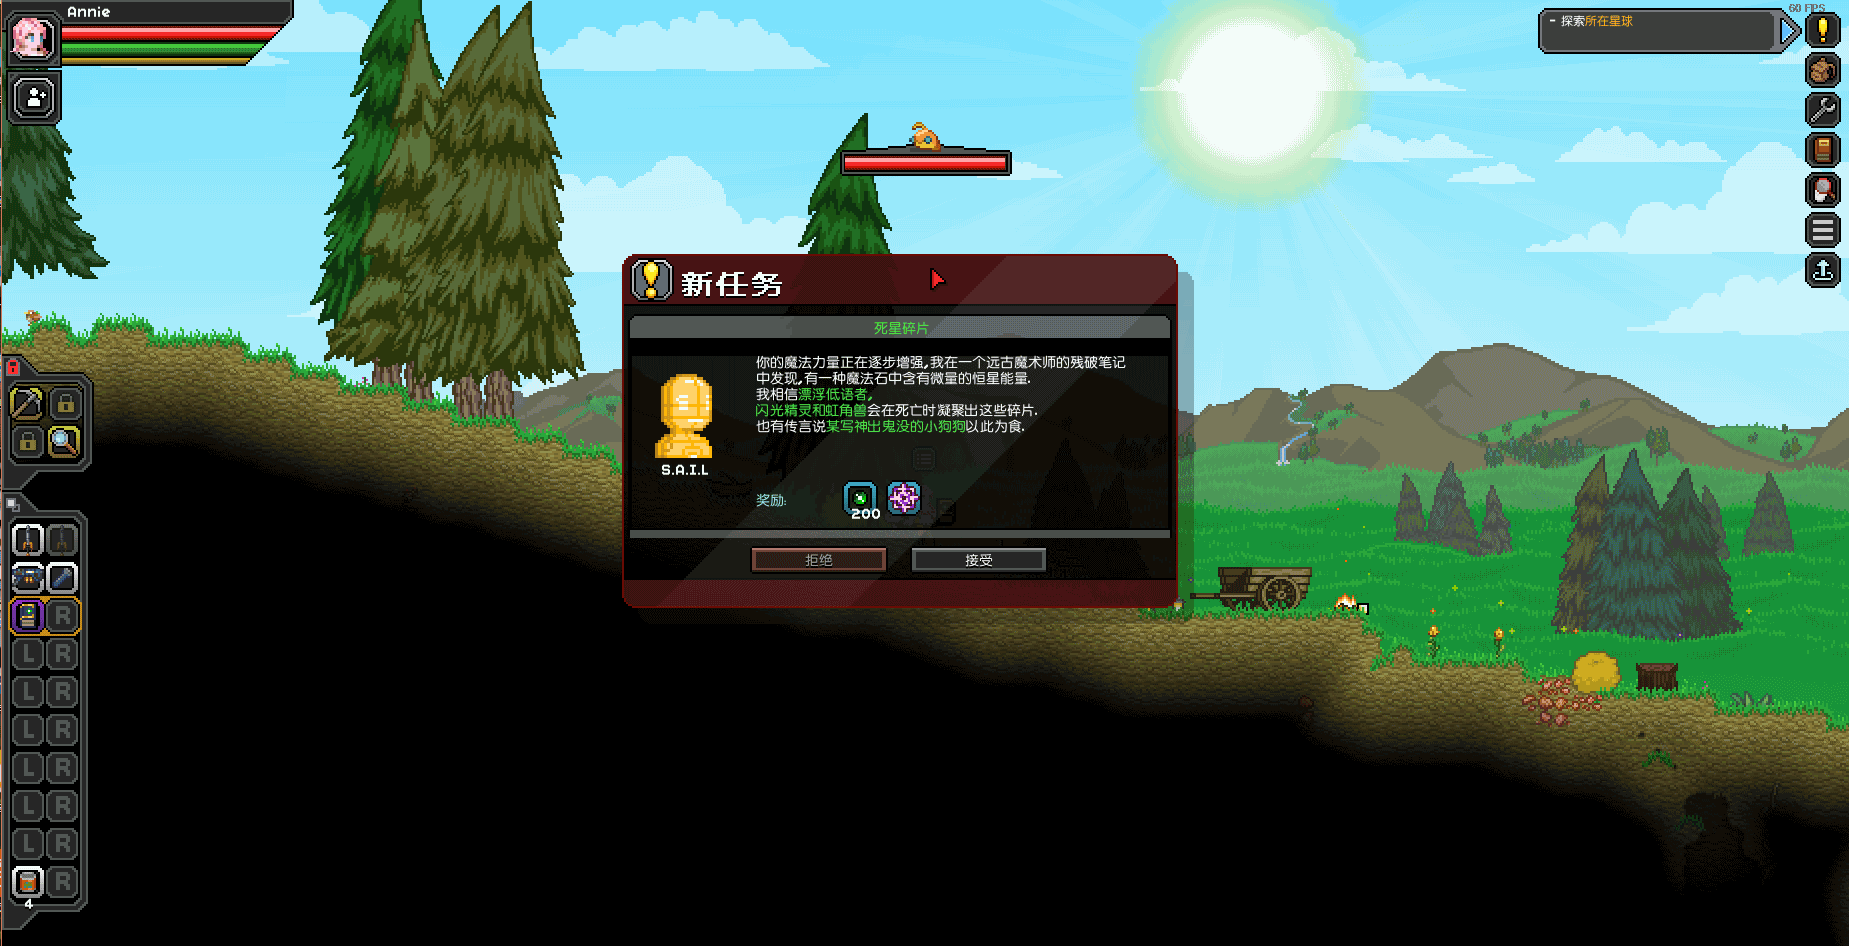 Annie
60 FPS
- 探索所在星球
新任务
死星碎片
你的魔法力量正在逐步增强,我在一个远古魔术师的残破笔记
中发现,有一种魔法石中含有微量的恒星能量.
我相信漂浮低语者,
闪光精灵和虹角兽会在死亡时凝聚出这些碎片.
也有传言说某写神出鬼没的小狗狗以此为食.
S.A.I.L
奖励:
200
拒绝
接受
R
L R
L R
L R
L R
L R
L R
R
4